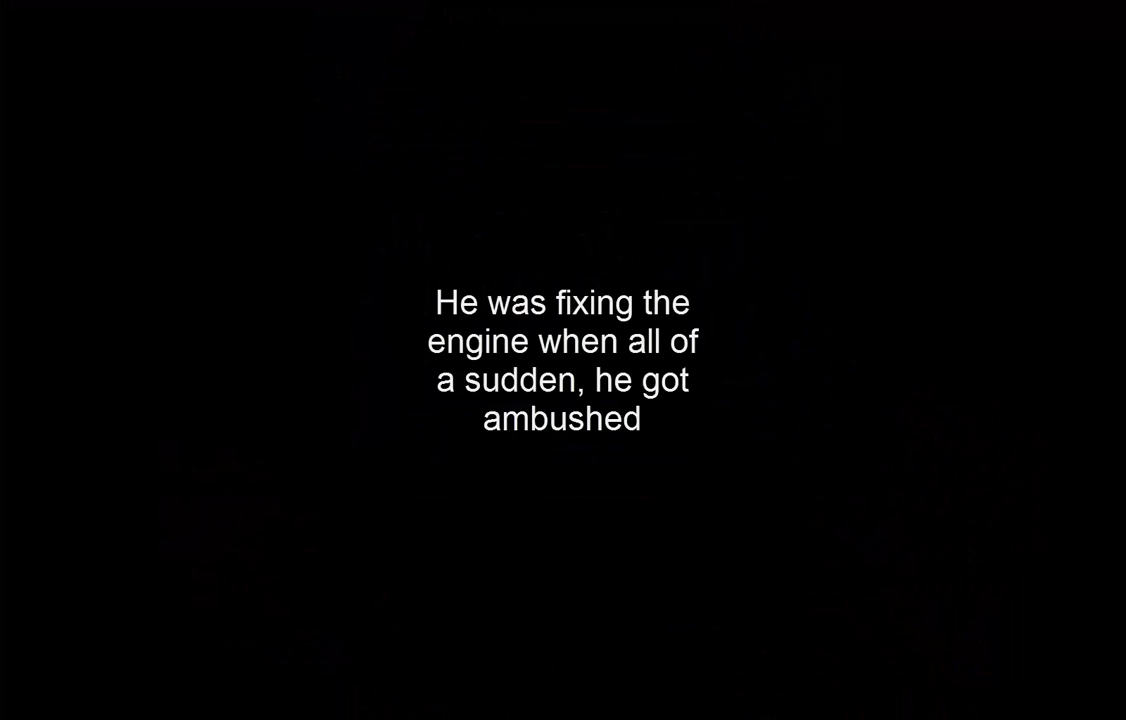 He was fixing the
engine when all of
a sudden, he got
ambushed